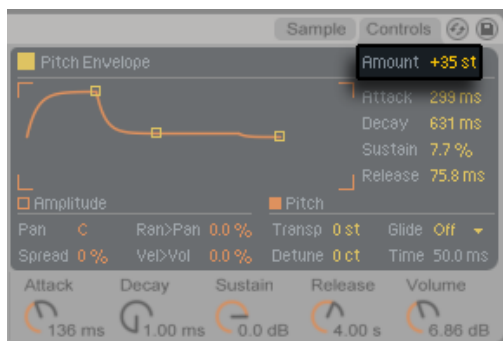 Sample Controls
Pitch Envelope Amount +35 st
Attack 299 ms
Decay 631 ms
Sustain 7.7 %
Release 75.8 ms
Amplitude Pitch
Pan C Ran>Pan 0.0 % Transp 0 st Glide Off
Spread 0 % Vel>Vol 0.0 % Detune 0 ct Time 50.0 ms
Attack Decay Sustain Release Volume
136 ms 1.00 ms 0.0 dB 4.00 s 6.86 dB